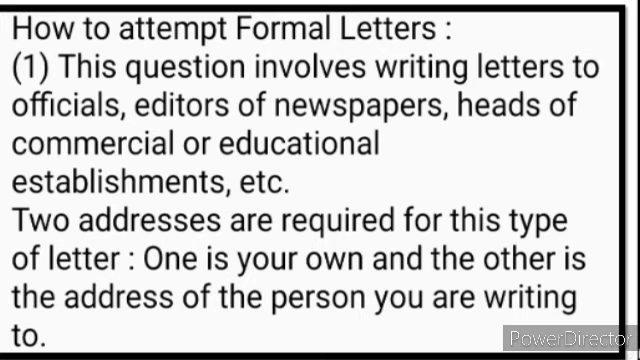 How to attempt Formal Letters :
(1) This question involves writing letters to
officials, editors of newspapers, heads of
commercial or educational
establishments, etc.
Two addresses are required for this type
of letter : One is your own and the other is
the address of the person you are writing
to.
PowerDirector